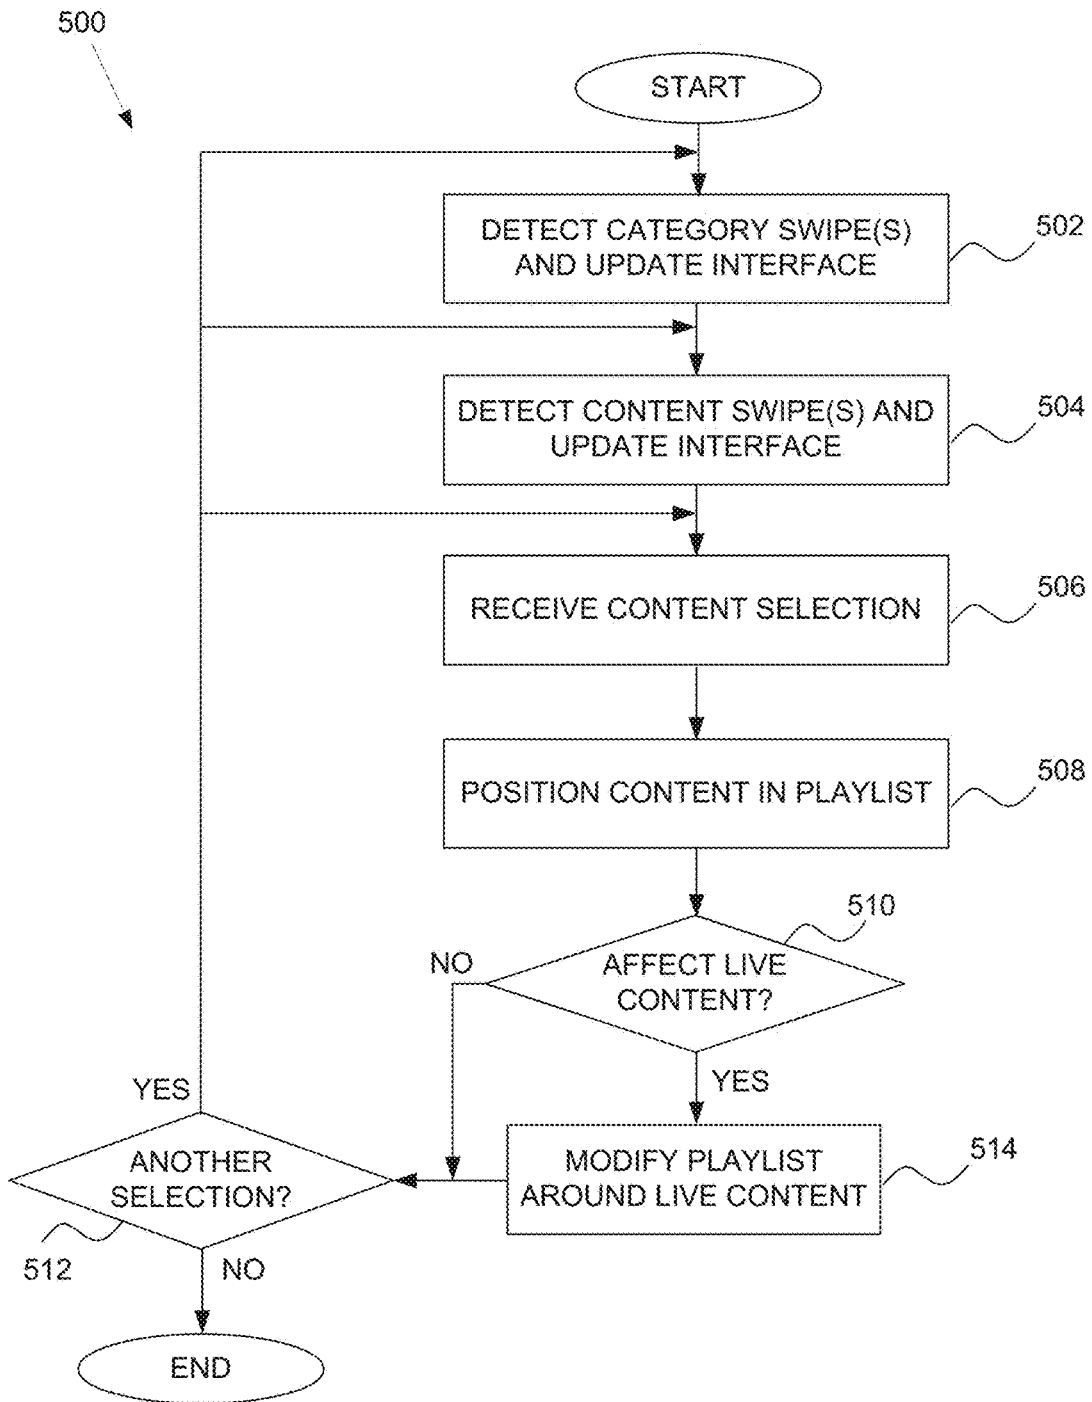 500
START
DETECT CATEGORY SWIPE(S)
AND UPDATE INTERFACE
502
DETECT CONTENT SWIPE(S) AND
UPDATE INTERFACE
504
RECEIVE CONTENT SELECTION
506
POSITION CONTENT IN PLAYLIST
508
510
AFFECT LIVE
CONTENT?
NO
YES
MODIFY PLAYLIST
AROUND LIVE CONTENT
514
YES
ANOTHER
SELECTION?
512
NO
END